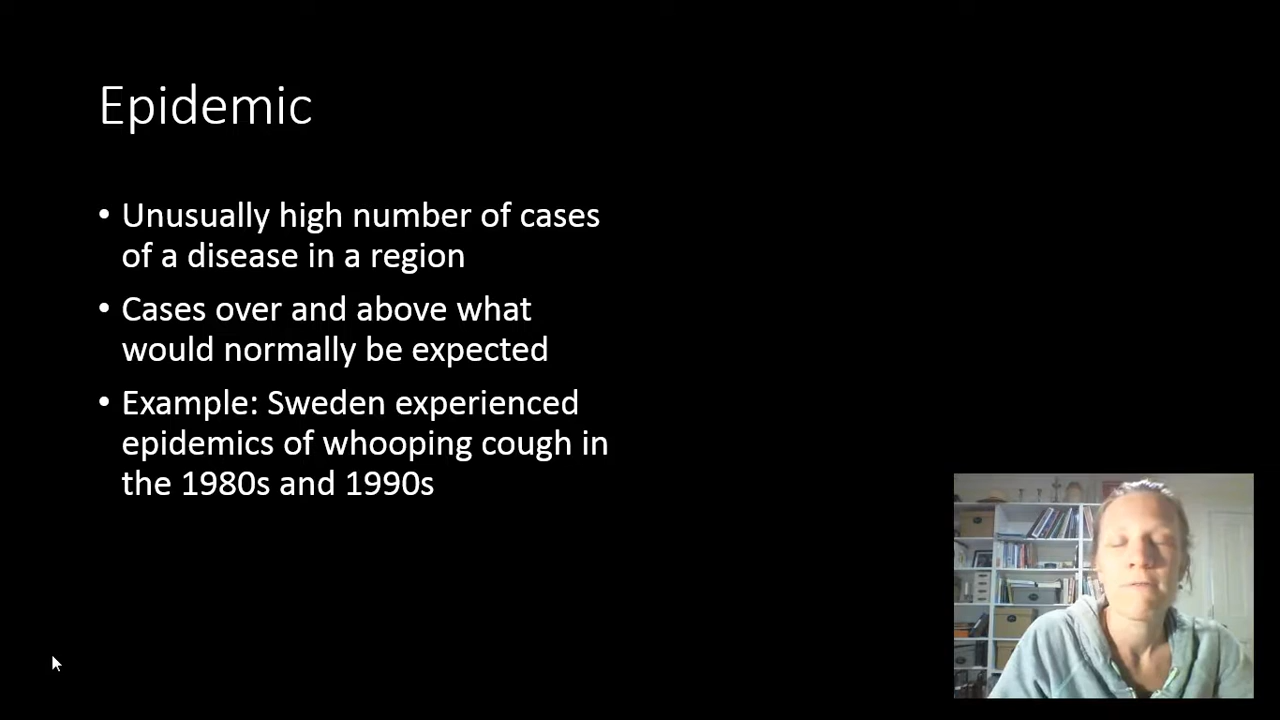 Epidemic
• Unusually high number of cases
of a disease in a region
• Cases over and above what
would normally be expected
• Example: Sweden experienced
epidemics of whooping cough in
the 1980s and 1990s